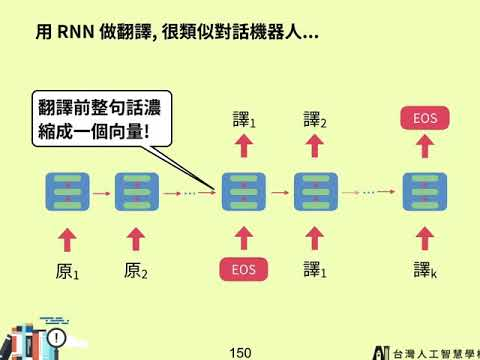 用 RNN 做翻譯, 很類似對話機器人...
翻譯前整句話濃
縮成一個向量!
譯1
譯2
EOS
...
...
原1
原2
EOS
譯1
譯k
150
AI 台灣人工智慧學校